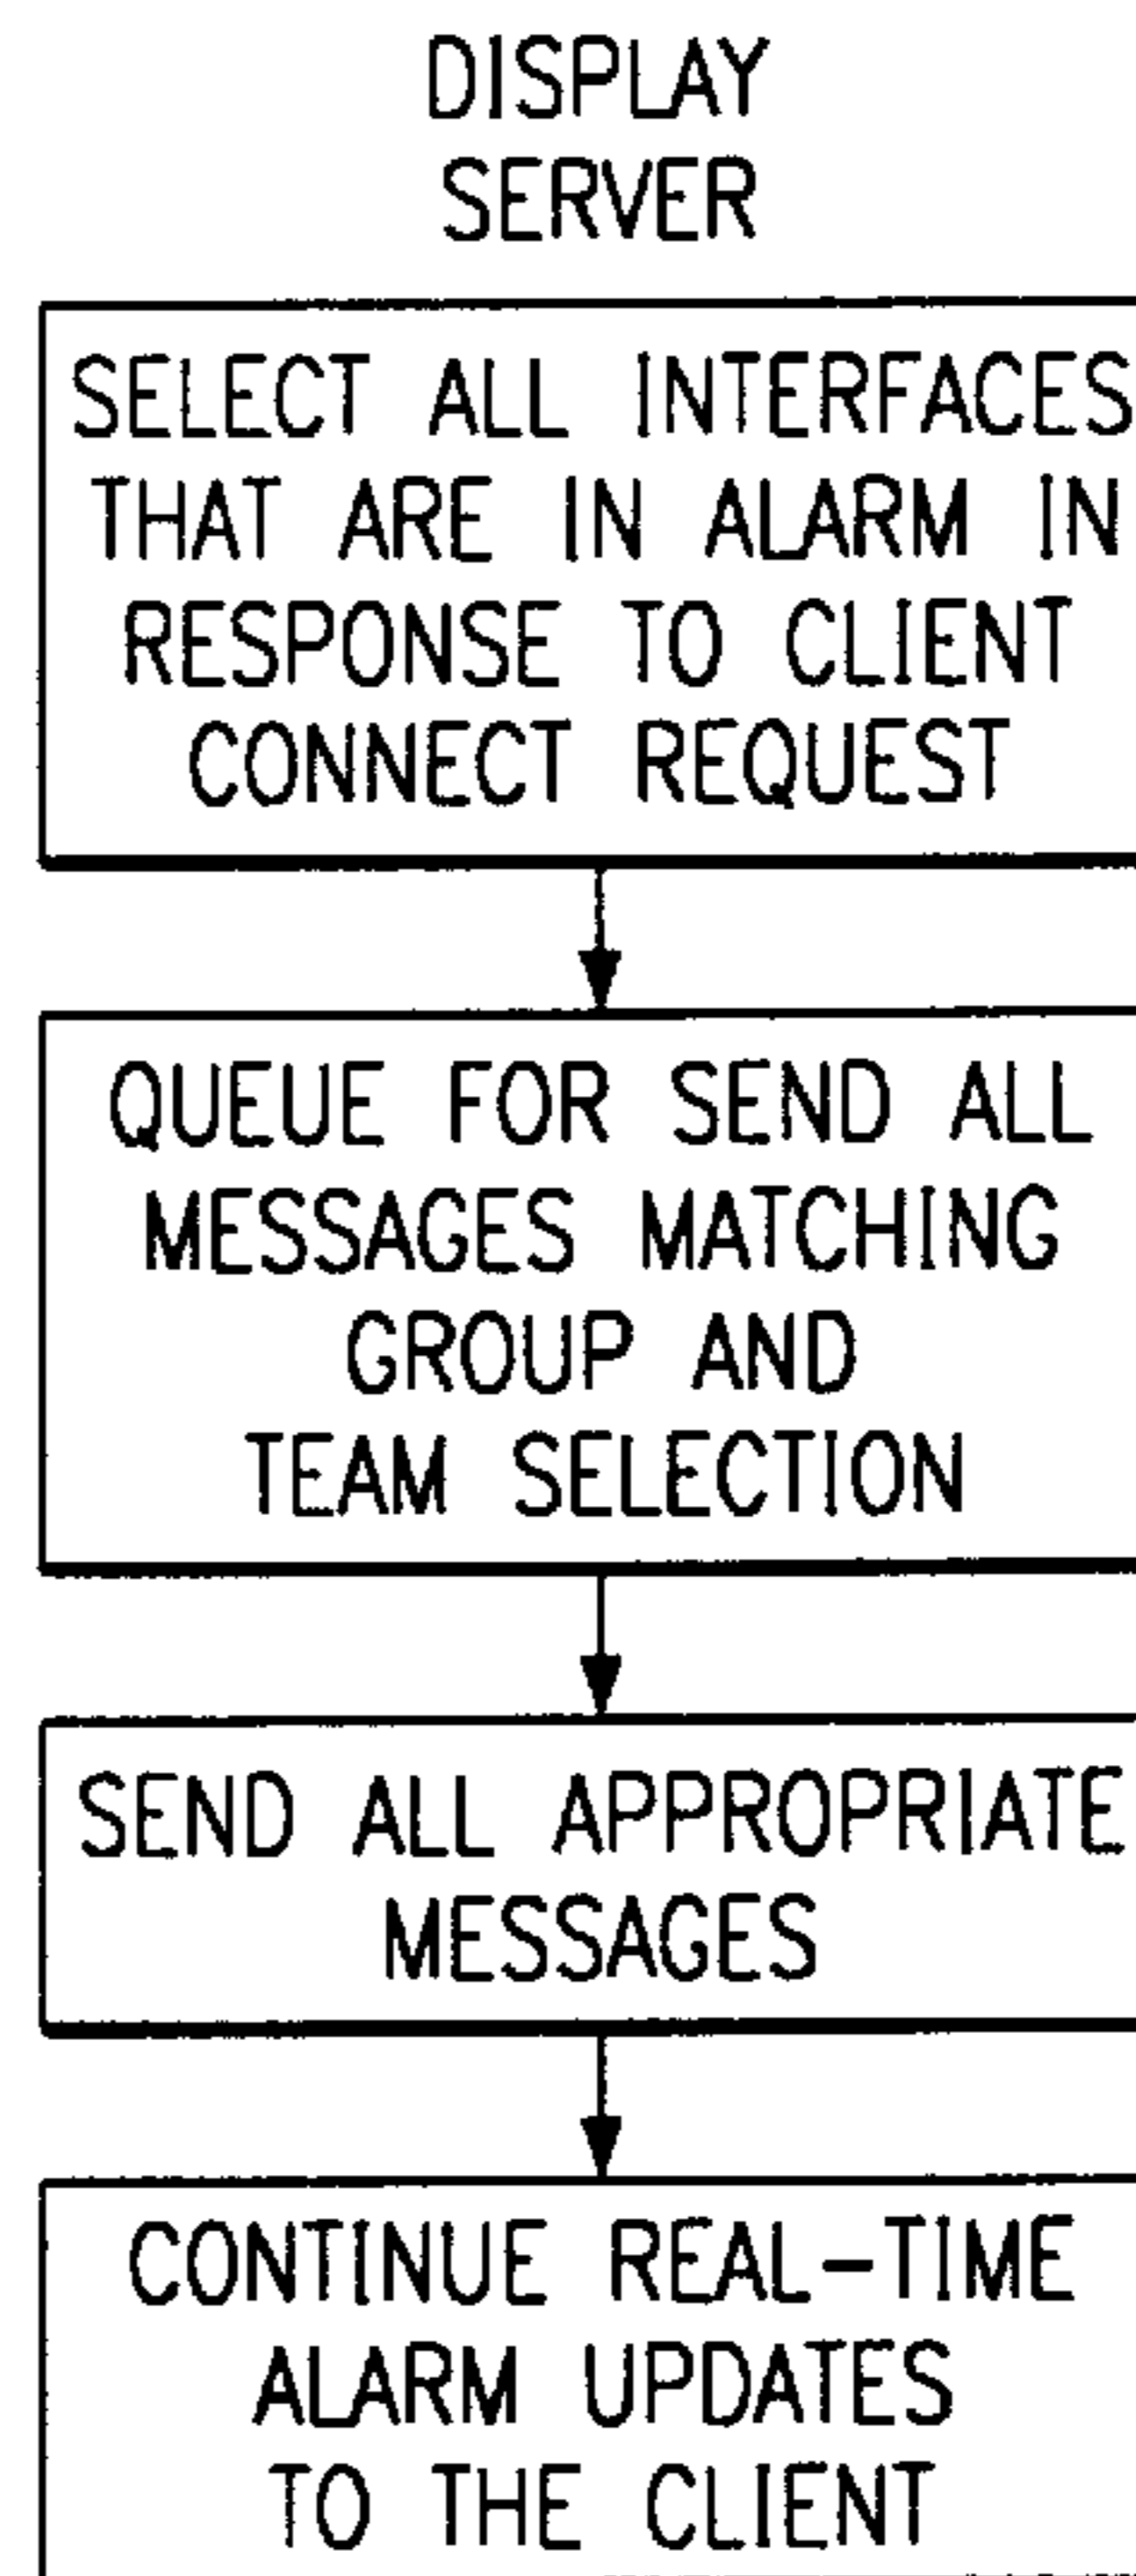 DISPLAY
SERVER
SELECT ALL INTERFACES
THAT ARE IN ALARM IN
RESPONSE TO CLIENT
CONNECT REQUEST
QUEUE FOR SEND ALL
MESSAGES MATCHING
GROUP AND
TEAM SELECTION
SEND ALL APPROPRIATE
MESSAGES
CONTINUE REAL-TIME
ALARM UPDATES
TO THE CLIENT